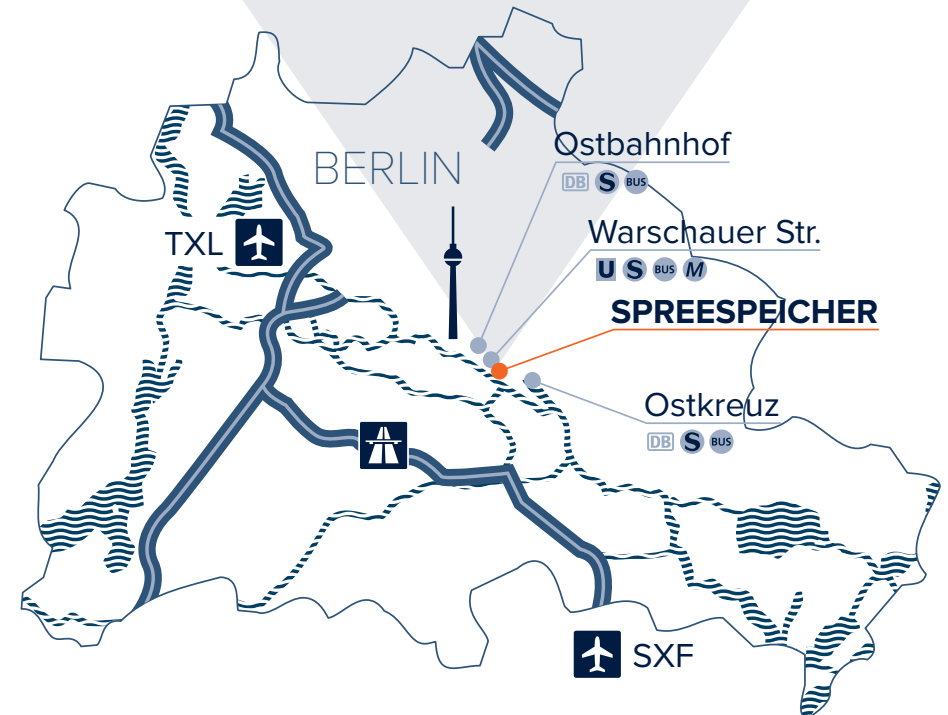 Ostbahnhof
DB S BUS
BERLIN
Warschauer Str.
TXL
U S BUS M
SPREESPEICHER
Ostkreuz
DB S BUS
SXF